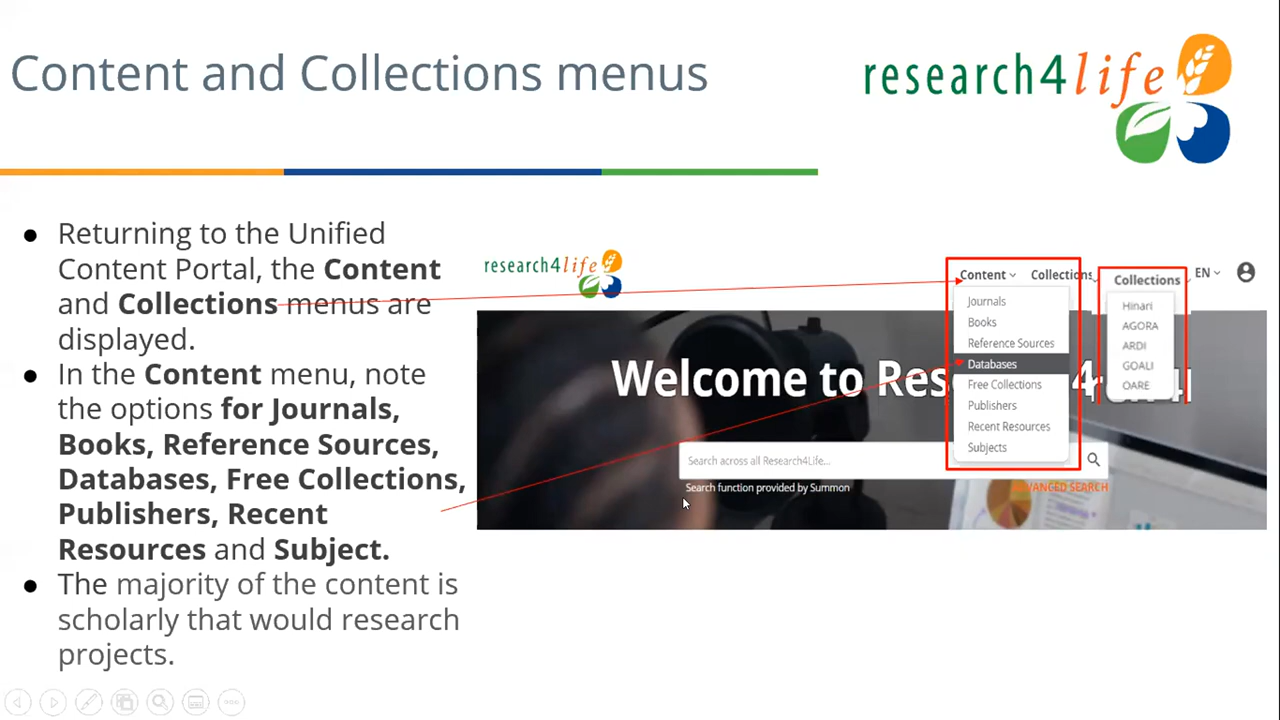 Content and Collections menus
research4life
● Returning to the Unified
Content Portal, the Content
and Collections menus are
displayed.
● In the Content menu, note
the options for Journals,
Books, Reference Sources,
Databases, Free Collections,
Publishers, Recent
Resources and Subject.
● The majority of the content is
scholarly that would research
projects.
research4life
Content
Collections
Collections
EN
Journals
Books
Reference Sources
Databases
Free Collections
Publishers
Recent Resources
Subjects
Hinari
AGORA
ARDI
GOALI
OARE
Welcome to
Search across all Research4Life...
Search function provided by Summon
ADVANCED SEARCH